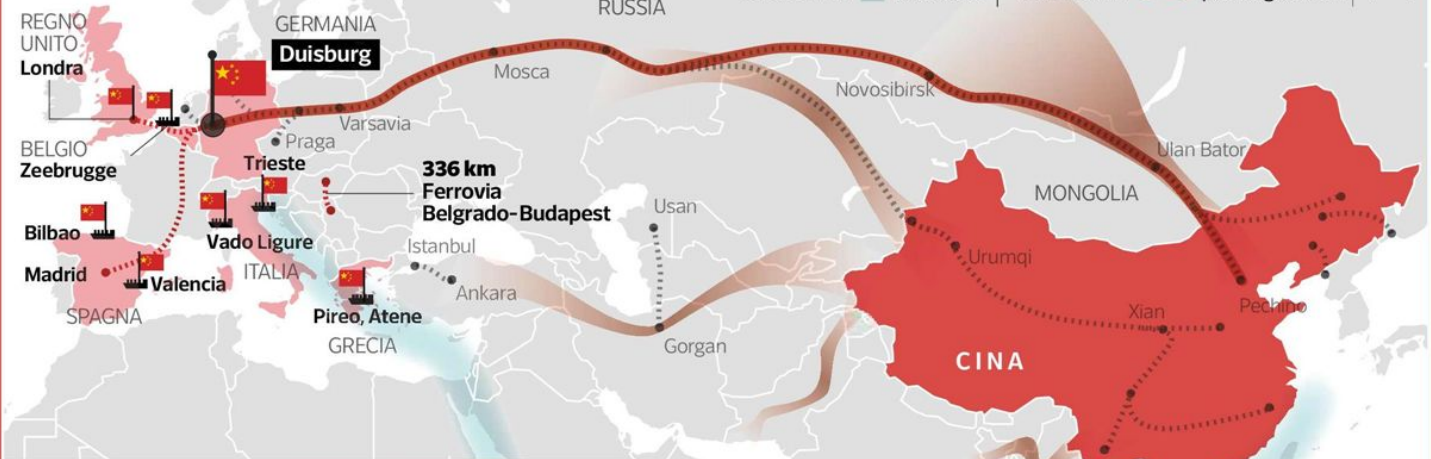 RUSSIA
REGNO
UNITO
Londra
GERMANIA
Duisburg
Mosca
Novosibirsk
Varsavia
Praga
BELGIO
Zeebrugge
Trieste
336 km
Ferrovia
Belgrado-Budapest
Ulan Bator
MONGOLIA
Usan
Bilbao
Vado Ligure
Istanbul
Urumqi
Madrid
Valencia
ITALIA
Ankara
SPAGNA
Pireo, Atene
GRECIA
Gorgan
Xian
Pechino
CINA